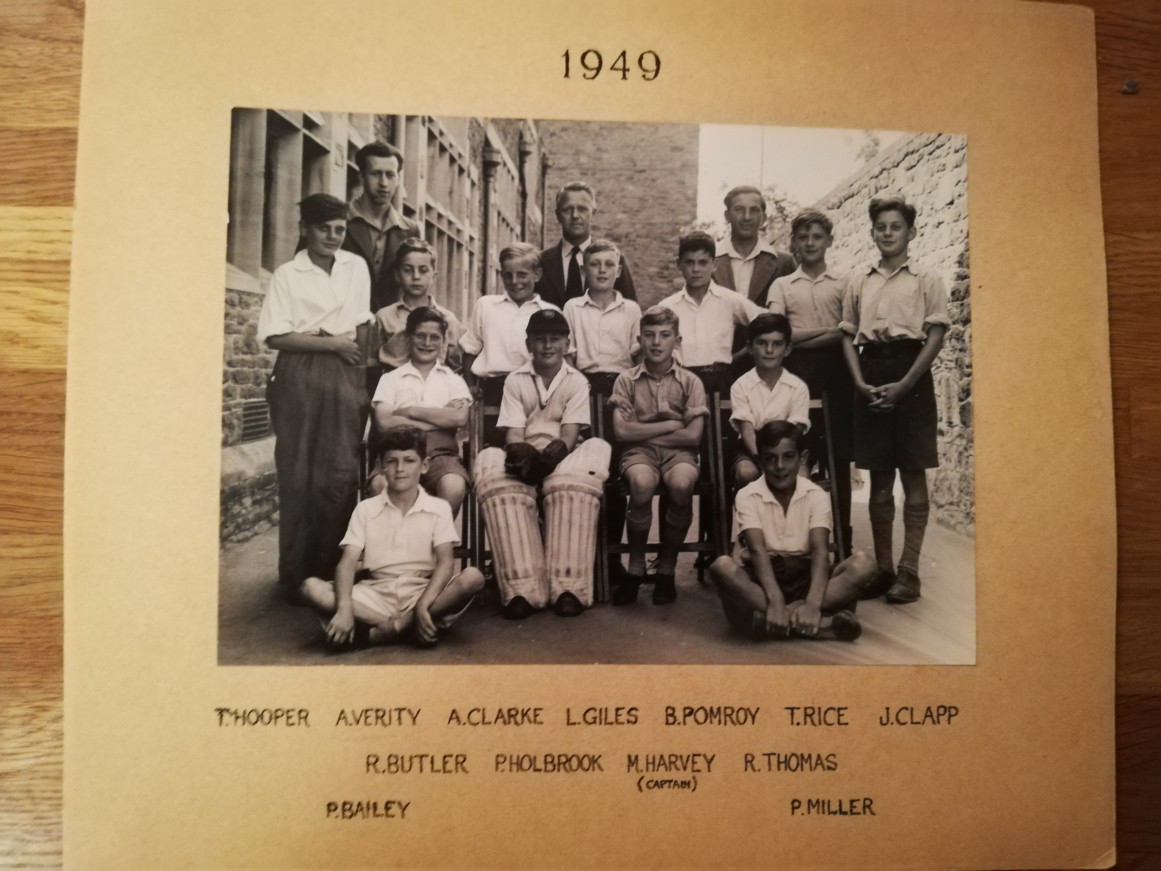 1949
T.HOOPER A.VERITY A.CLARKE L.GILES B.POMROY T.RICE J.CLAPP
R.BUTLER P.HOLBROOK M.HARVEY R.THOMAS
(CAPTAIN)
P.BAILEY P.MILLER